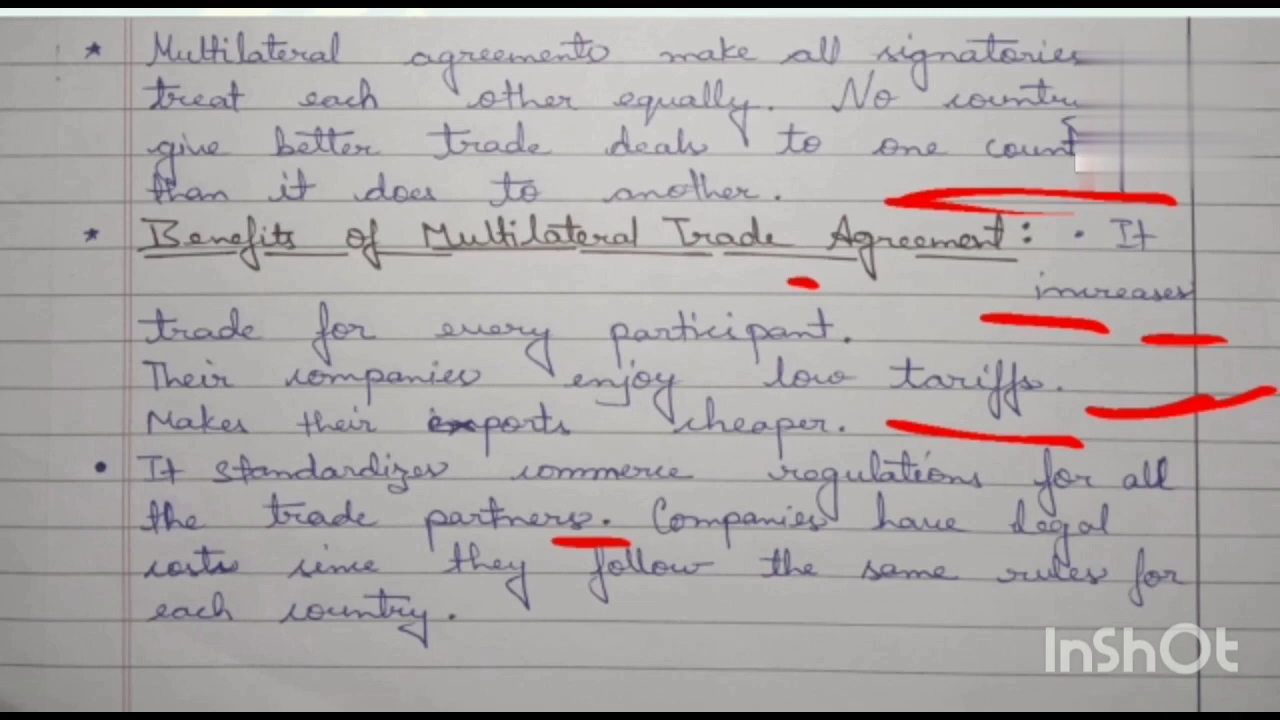 * Multilateral agreements make all signatories
treat each other equally. No country
give better trade deals to one count
than it does to another.
* Benefits of Multilateral Trade Agreement: • It
increases
trade for every participant.
Their companies enjoy low tariffs.
Makes their exports cheaper.
• It standardizes commerce regulations for all
the trade partners. Companies have legal
costs since they follow the same rules for
each country.
InShOt